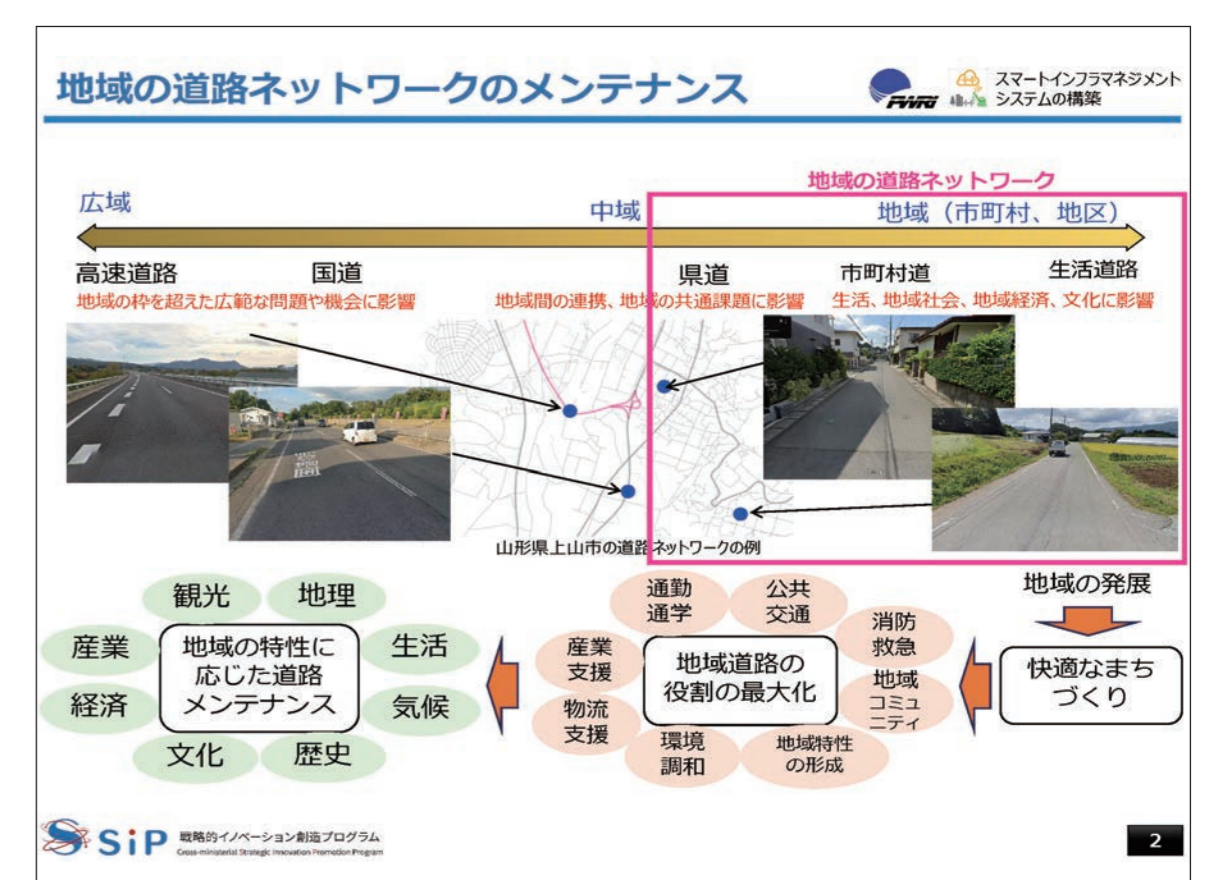 地域の道路ネットワークのメンテナンス
PWRI
スマートインフラマネジメント
システムの構築
地域の道路ネットワーク
広域
中域
地域（市町村、地区）
高速道路
国道
県道
市町村道
生活道路
地域の枠を超えた広範な問題や機会に影響
地域間の連携、地域の共通課題に影響
生活、地域社会、地域経済、文化に影響
山形県上山市の道路ネットワークの例
観光
地理
産業
生活
経済
気候
文化
歴史
地域の特性に
応じた道路
メンテナンス
通勤
通学
公共
交通
消防
救急
産業
支援
地域
コミュ
ニティ
物流
支援
環境
調和
地域特性
の形成
地域道路の
役割の最大化
地域の発展
快適なまち
づくり
SiP
戦略的イノベーション創造プログラム
Cross-ministerial Strategic Innovation Promotion Program
2